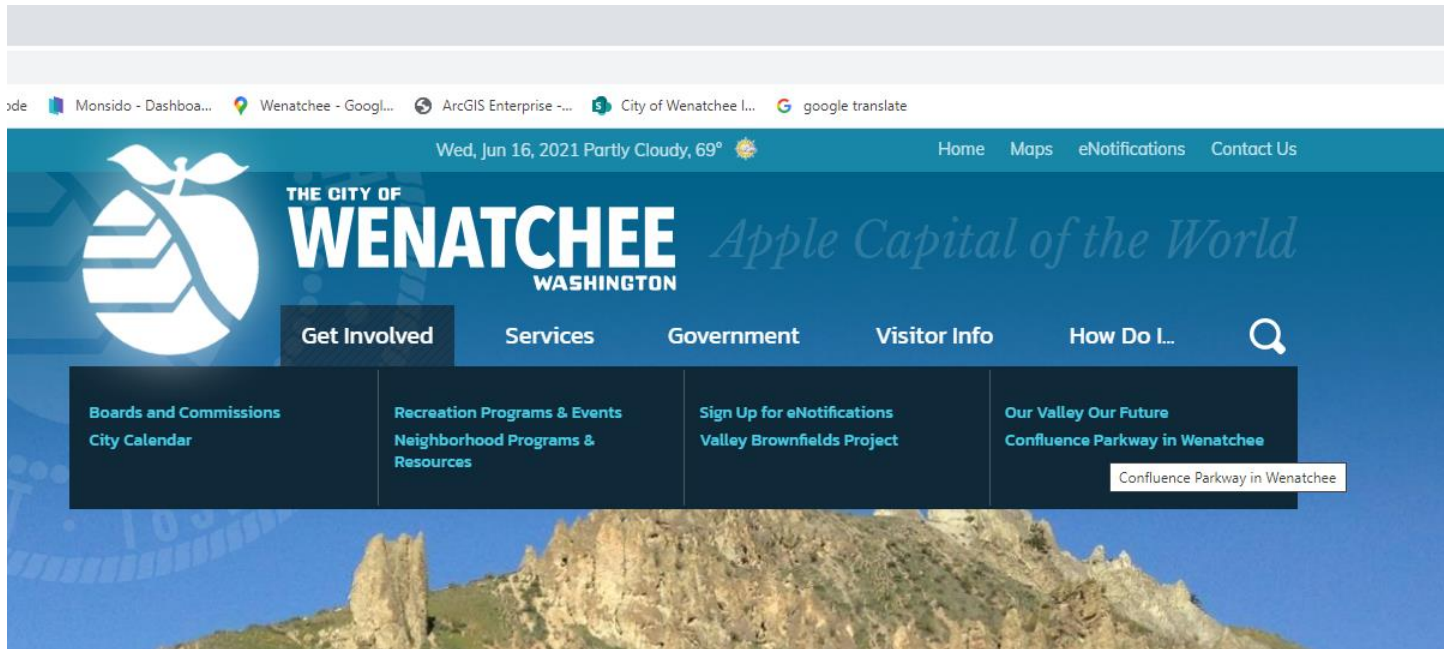 ode Monsido - Dashboa... Wenatchee - Googl... ArcGIS Enterprise -... City of Wenatchee I... google translate
Wed, Jun 16, 2021 Partly Cloudy, 69° Home Maps eNotifications Contact Us
THE CITY OF
WENATCHEE
WASHINGTON
Apple Capital of the World
Get Involved Services Government Visitor Info How Do I...
Boards and Commissions
City Calendar
Recreation Programs & Events
Neighborhood Programs &
Resources
Sign Up for eNotifications
Valley Brownfields Project
Our Valley Our Future
Confluence Parkway in Wenatchee
Confluence Parkway in Wenatchee